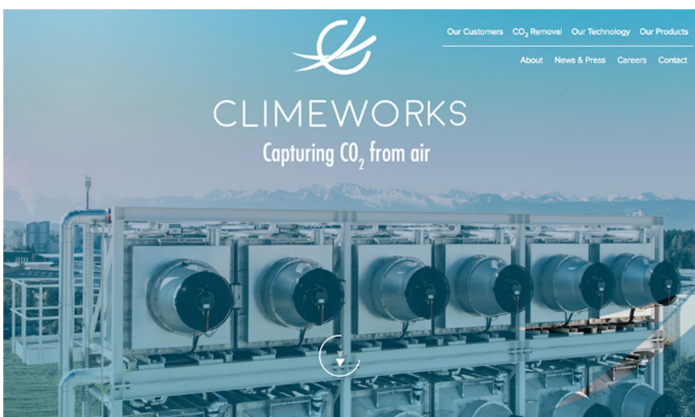 Our Customers CO₂ Removal Our Technology Our Products
About News & Press Careers Contact
CLIMEWORKS
Capturing CO₂ from air